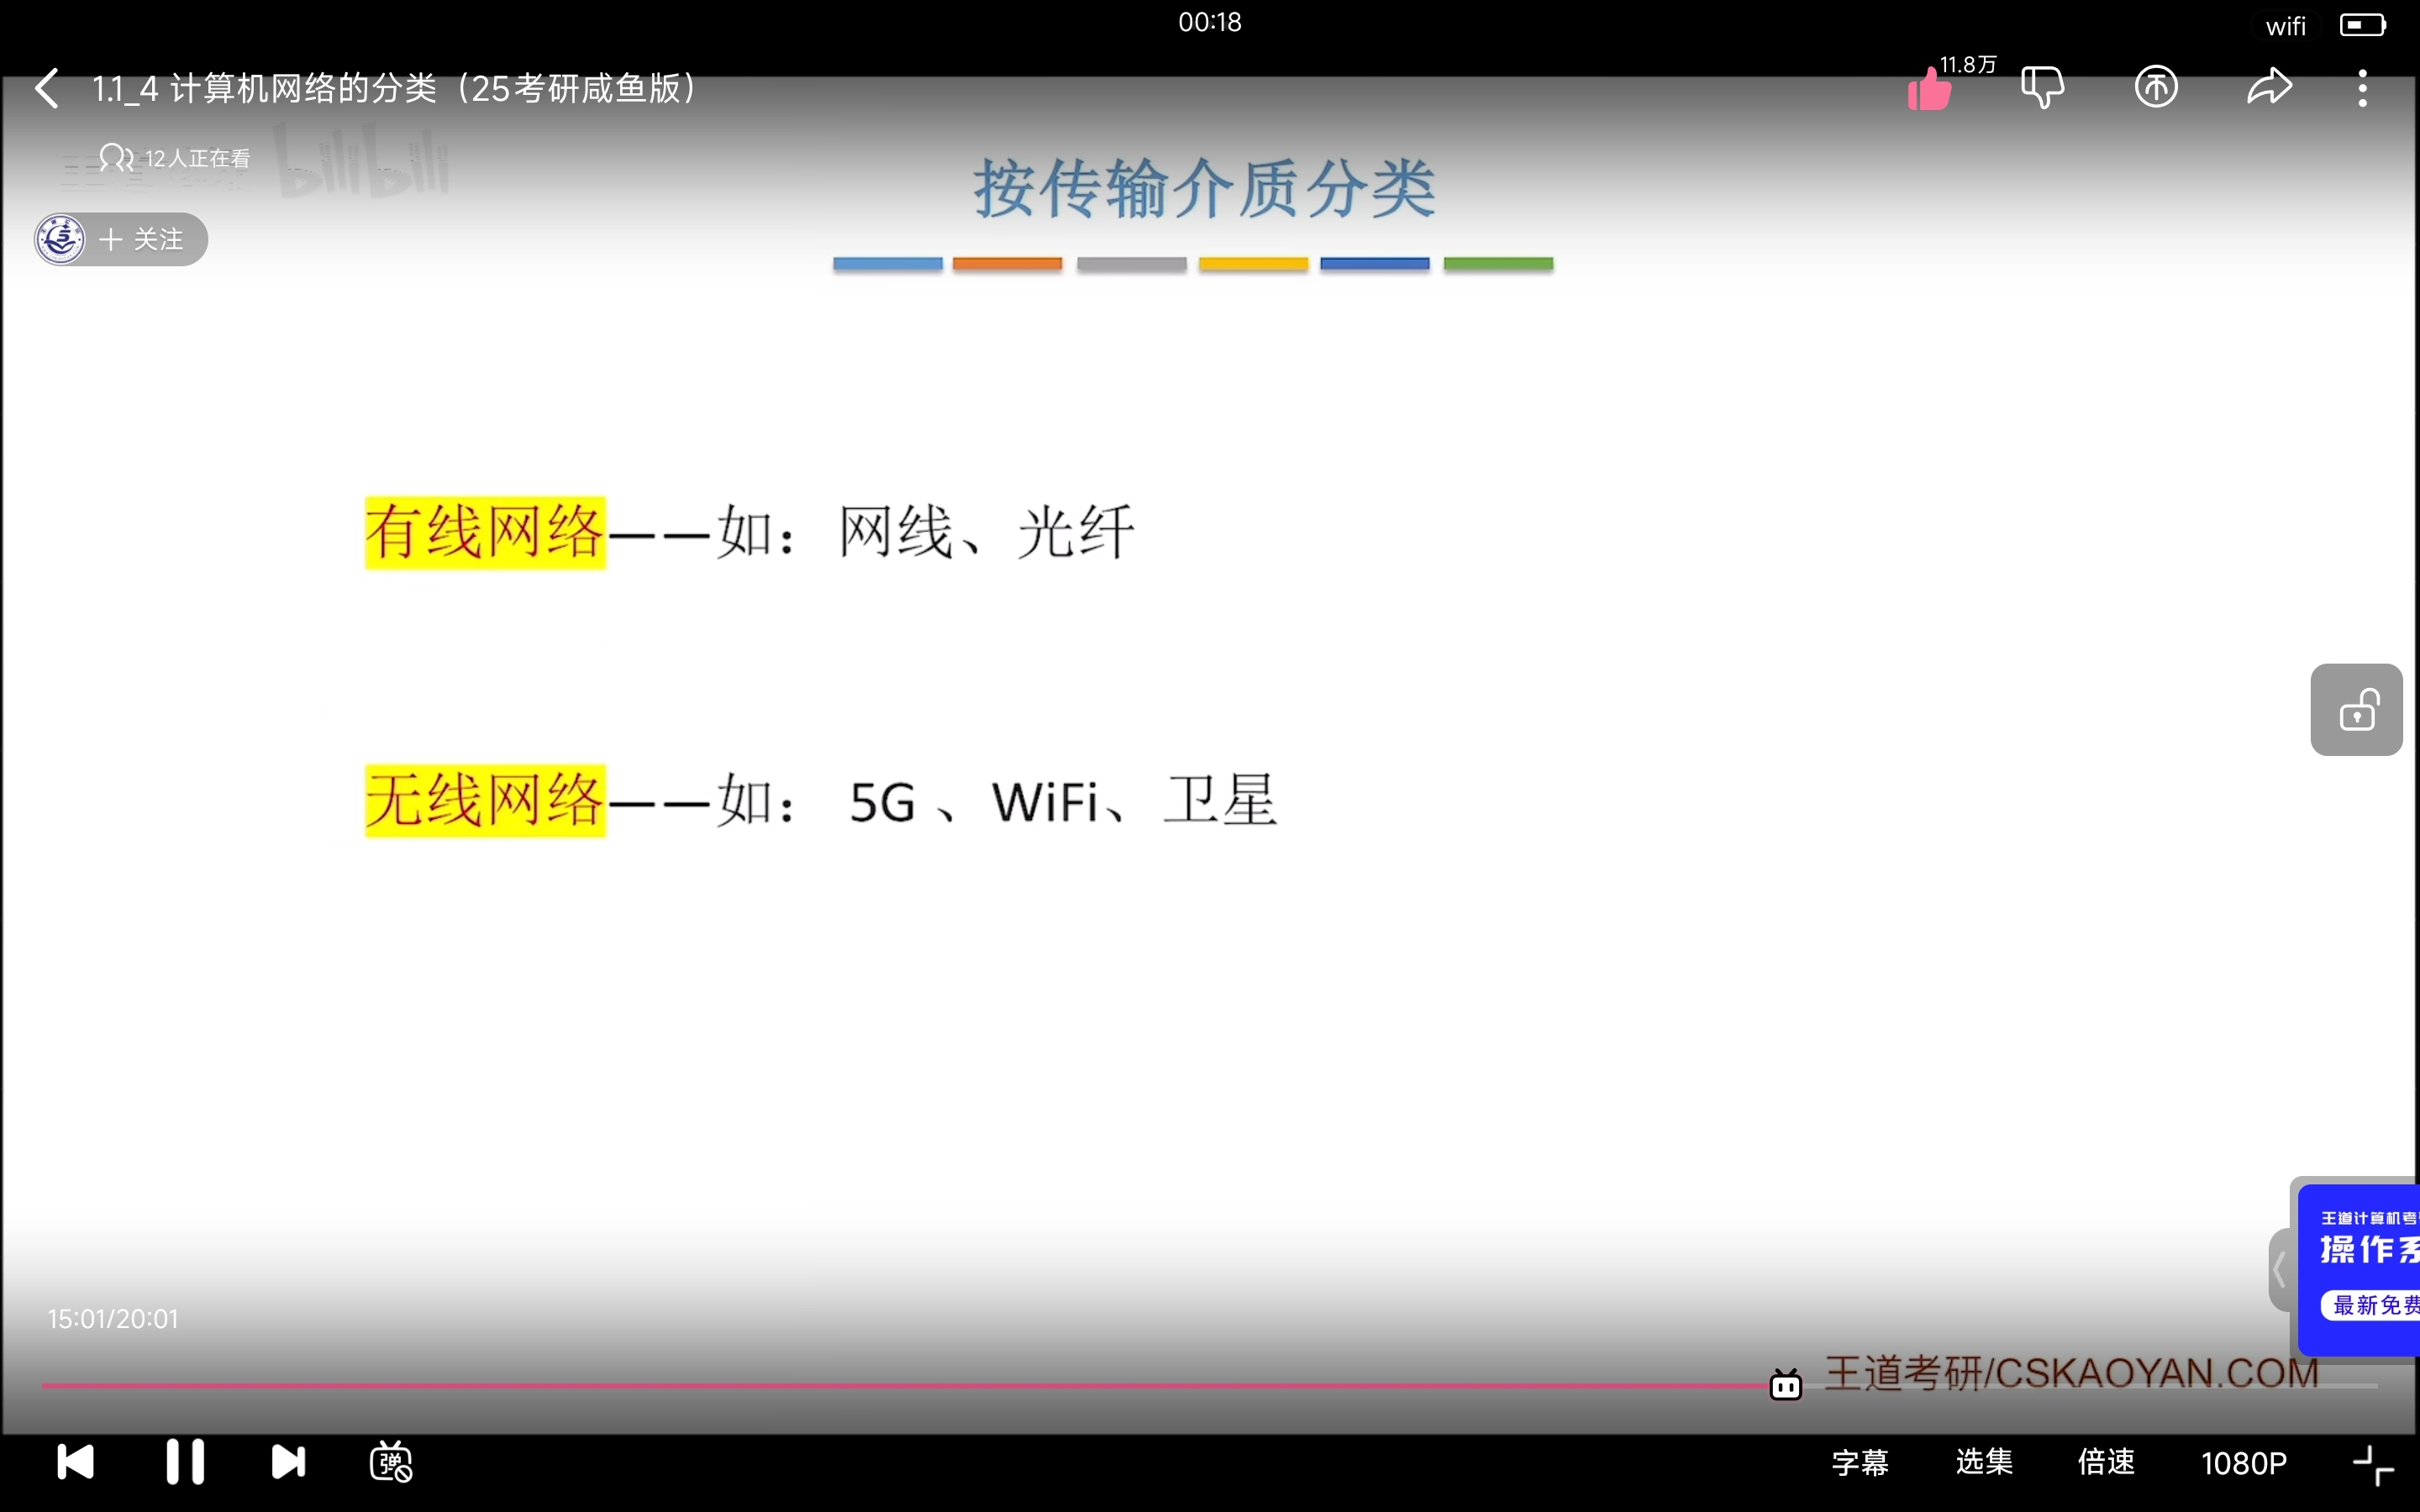 00:18
wifi
1.1_4 计算机网络的分类（25考研咸鱼版）
11.8万
12人正在看
bilibili
按传输介质分类
＋ 关注
有线网络——如：网线、光纤
无线网络——如： 5G 、WiFi、卫星
王道计算机考
操作系
最新免费
15:01/20:01
王道考研/CSKAOYAN.COM
弹
字幕
选集
倍速
1080P